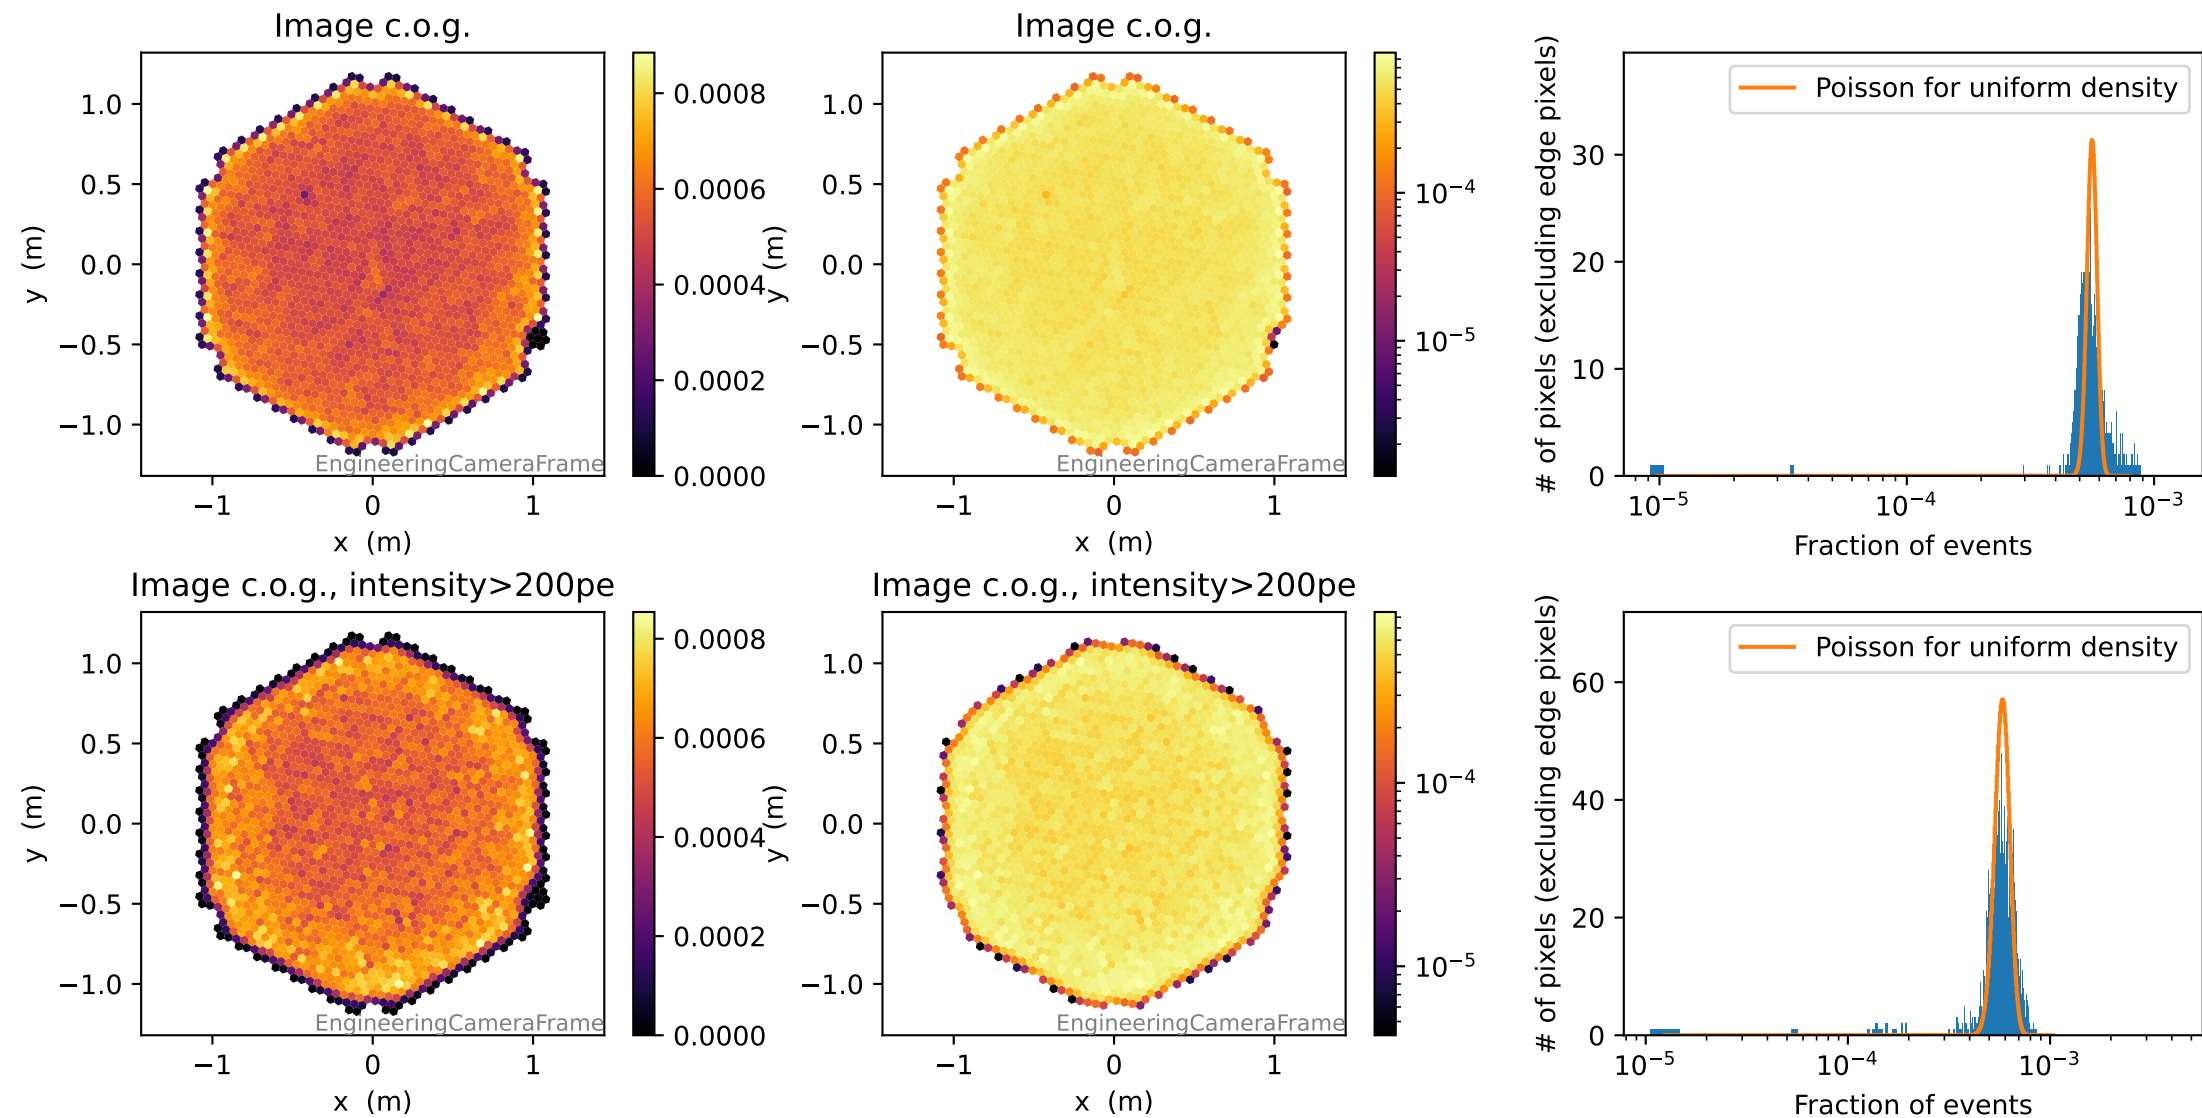 Image c.o.g.
1.0
0.5
0.0
−0.5
−1.0
y (m)
−1 0 1
x (m)
EngineeringCameraFrame
0.0008
0.0006
0.0004
0.0002
0.0000
Image c.o.g.
1.0
0.5
0.0
−0.5
−1.0
y (m)
−1 0 1
x (m)
EngineeringCameraFrame
10⁻⁴
10⁻⁵
Poisson for uniform density
# of pixels (excluding edge pixels)
30
20
10
0
10⁻⁵ 10⁻⁴ 10⁻³
Fraction of events
Image c.o.g., intensity>200pe
1.0
0.5
0.0
−0.5
−1.0
y (m)
−1 0 1
x (m)
EngineeringCameraFrame
0.0008
0.0006
0.0004
0.0002
0.0000
Image c.o.g., intensity>200pe
1.0
0.5
0.0
−0.5
−1.0
y (m)
−1 0 1
x (m)
EngineeringCameraFrame
10⁻⁴
10⁻⁵
Poisson for uniform density
# of pixels (excluding edge pixels)
60
40
20
0
10⁻⁵ 10⁻⁴ 10⁻³
Fraction of events